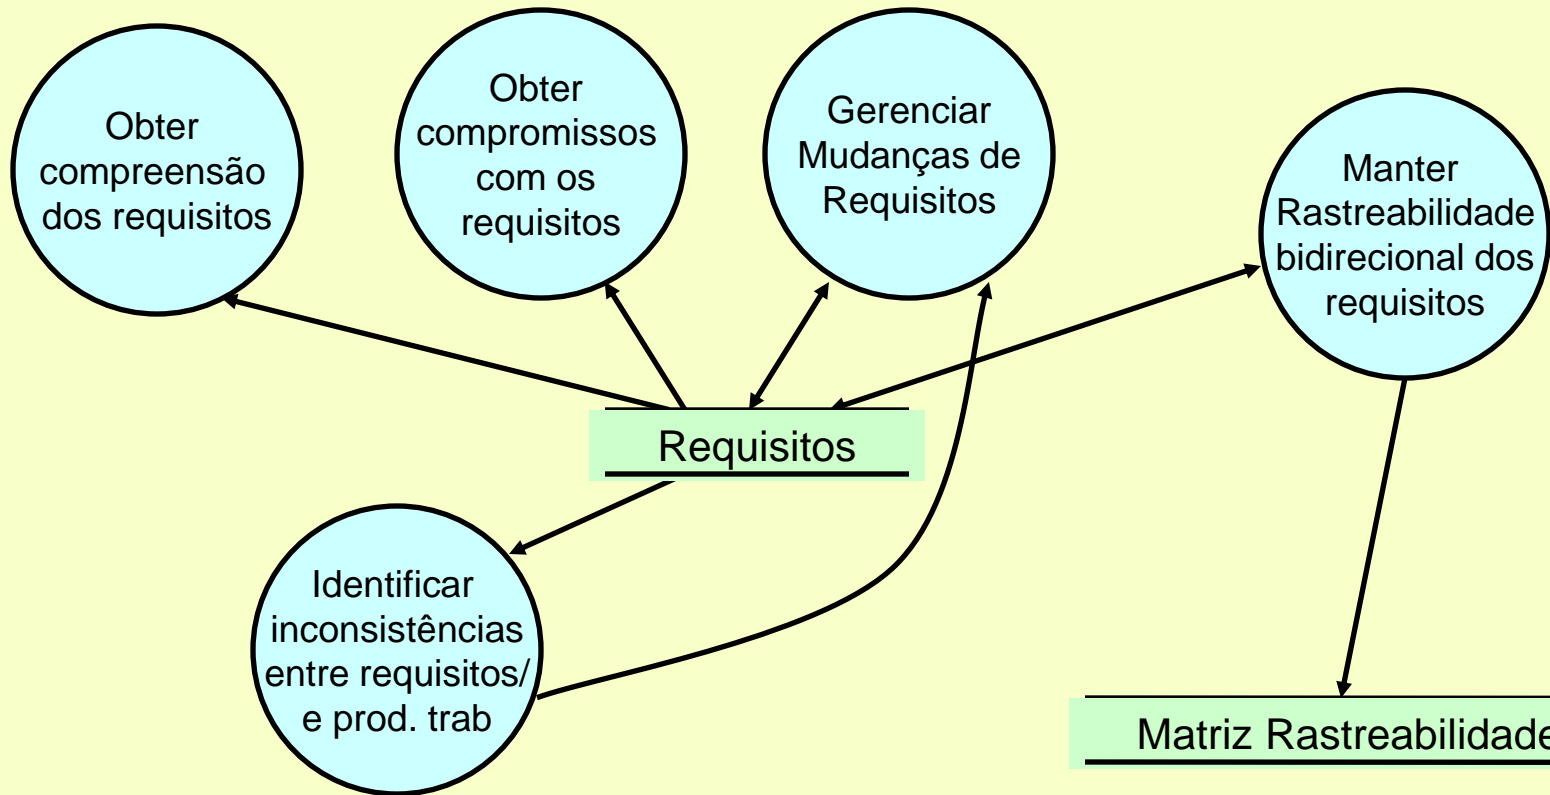 Obter
compreensão
dos requisitos
Obter
compromissos
com os
requisitos
Gerenciar
Mudanças de
Requisitos
Manter
Rastreabilidade
bidirecional dos
requisitos
Requisitos
Identificar
inconsistências
entre requisitos/
e prod. trab
Matriz Rastreabilidade